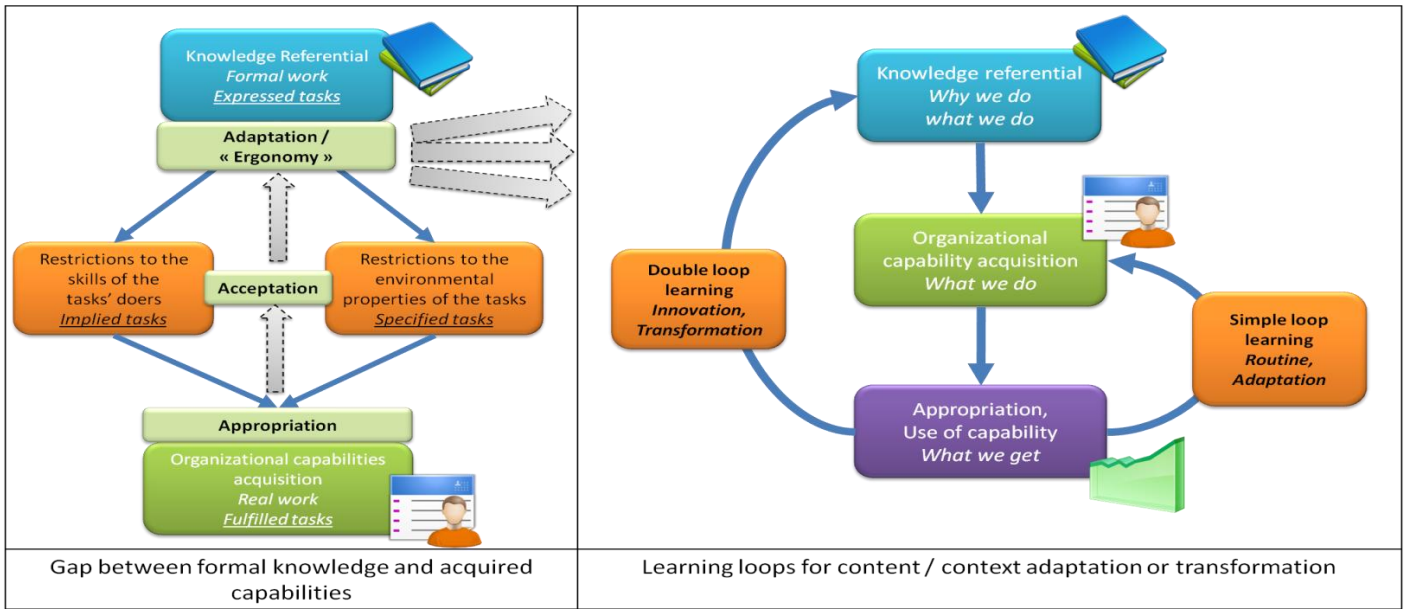 Knowledge Referential
Formal work
Expressed tasks
Adaptation /
« Ergonomy »
Restrictions to the
skills of the
tasks' doers
Implied tasks
Acceptation
Restrictions to the
environmental
properties of the tasks
Specified tasks
Appropriation
Organizational capabilities
acquisition
Real work
Fulfilled tasks
Gap between formal knowledge and acquired
capabilities
Knowledge referential
Why we do
what we do
Organizational
capability acquisition
What we do
Double loop
learning
Innovation,
Transformation
Simple loop
learning
Routine,
Adaptation
Appropriation,
Use of capability
What we get
Learning loops for content / context adaptation or transformation